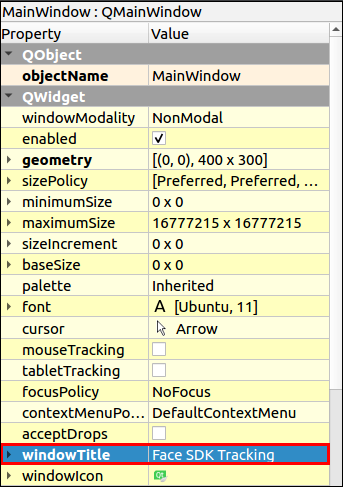 MainWindow : QMainWindow
Property Value
QObject
objectName MainWindow
QWidget
windowModality NonModal
enabled
geometry [(0, 0), 400 x 300]
sizePolicy [Preferred, Preferred, ...
minimumSize 0 x 0
maximumSize 16777215 x 16777215
sizeIncrement 0 x 0
baseSize 0 x 0
palette Inherited
font A [Ubuntu, 11]
cursor Arrow
mouseTracking
tabletTracking
focusPolicy NoFocus
contextMenuPo... DefaultContextMenu
acceptDrops
windowTitle Face SDK Tracking
windowIcon Qt